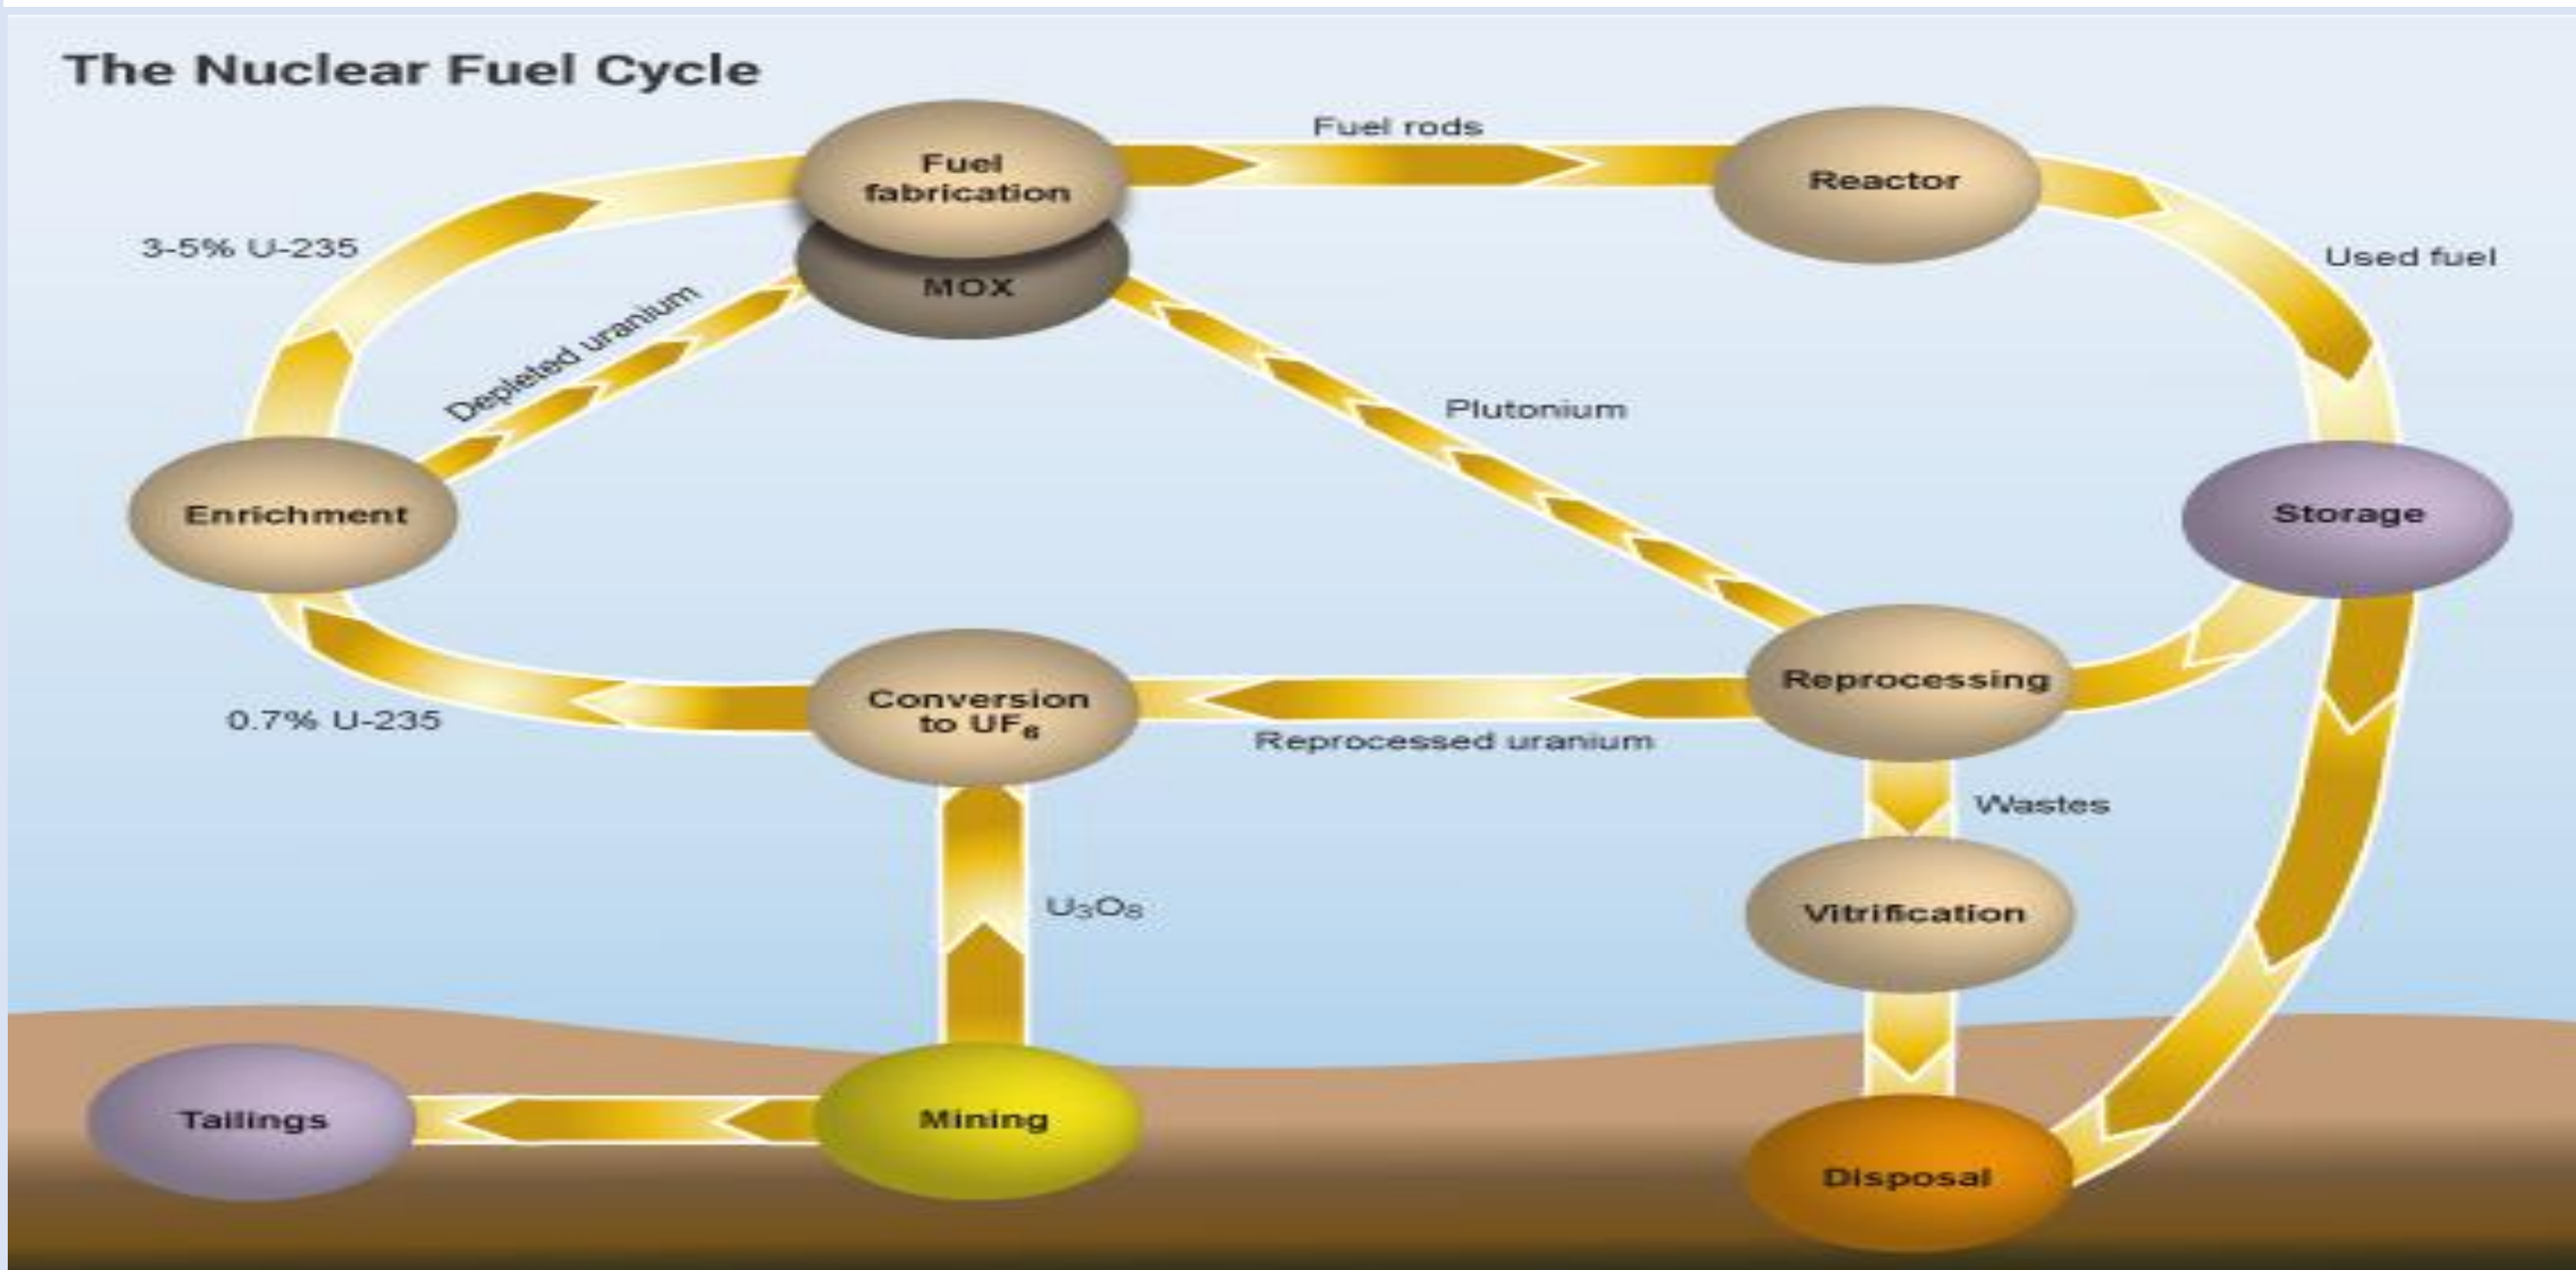 The Nuclear Fuel Cycle
Fuel rods
Fuel
fabrication
Reactor
3-5% U-235
Used fuel
MOX
Depleted uranium
Plutonium
Enrichment
Storage
Conversion
to UF₆
Reprocessing
0.7% U-235
Reprocessed uranium
Wastes
U₃O₈
Vitrification
Tailings
Mining
Disposal